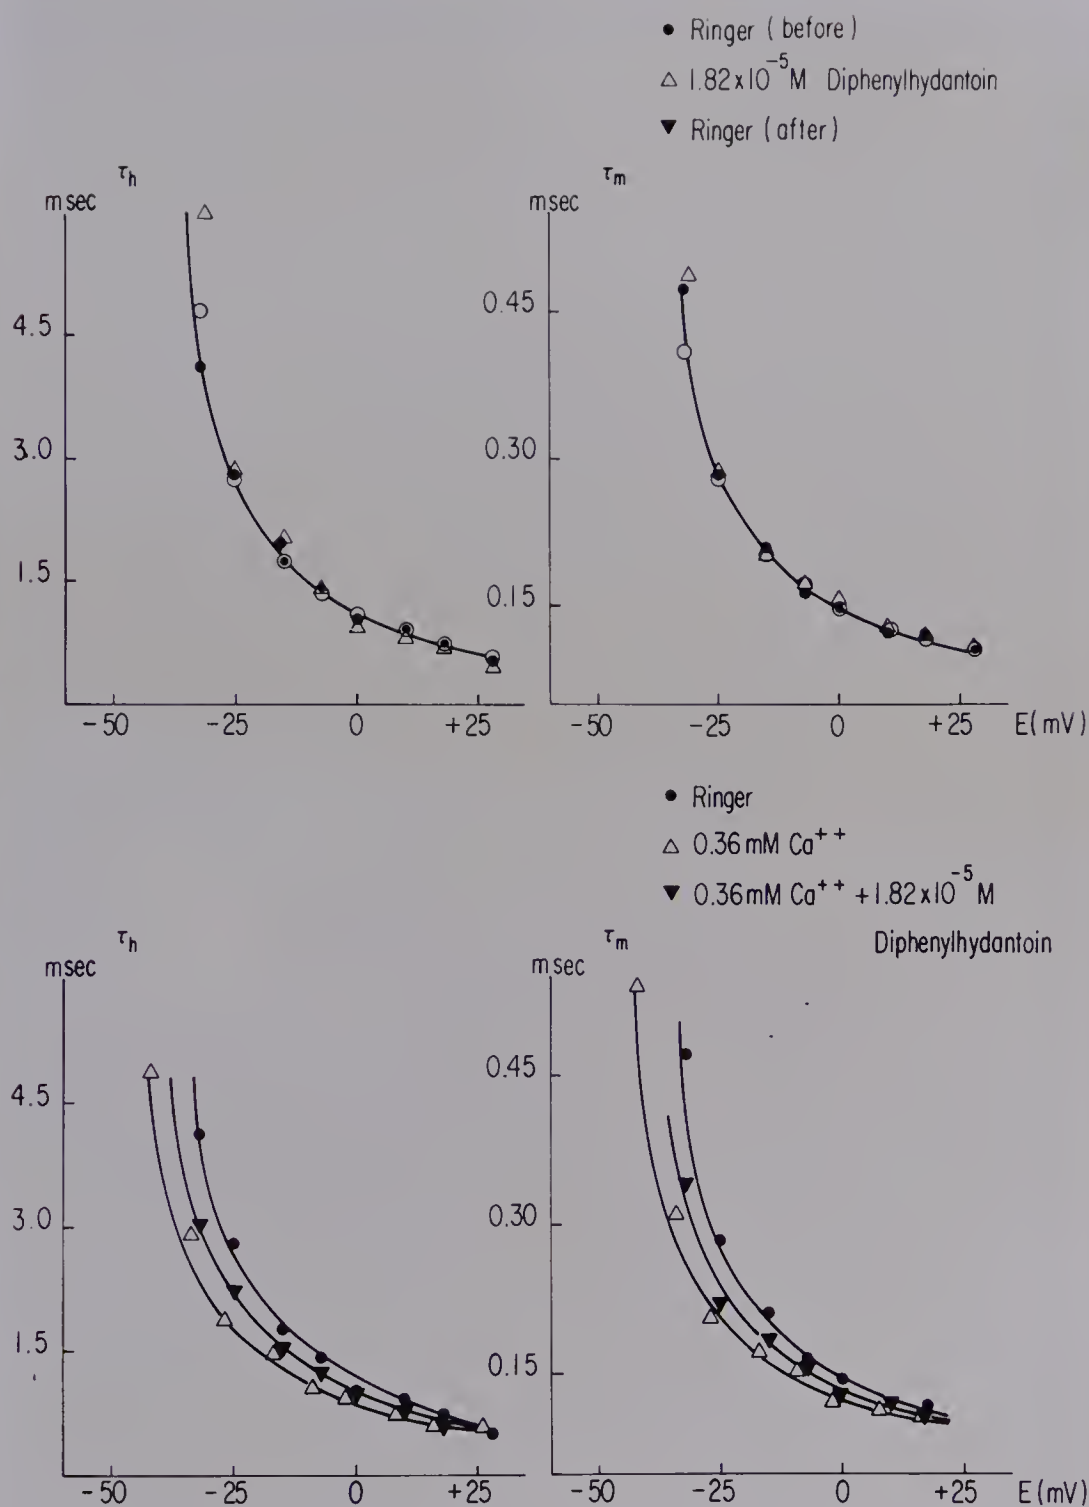 ● Ringer (before)
△ 1.82x10⁻⁵M Diphenylhydantoin
▼ Ringer (after)
τh
msec
4.5
3.0
1.5
-50 -25 0 +25
τm
msec
0.45
0.30
0.15
-50 -25 0 +25 E(mV)
● Ringer
△ 0.36mM Ca⁺⁺
▼ 0.36mM Ca⁺⁺ +1.82x10⁻⁵M
Diphenylhydantoin
τh
msec
4.5
3.0
1.5
-50 -25 0 +25
τm
msec
0.45
0.30
0.15
-50 -25 0 +25 E(mV)